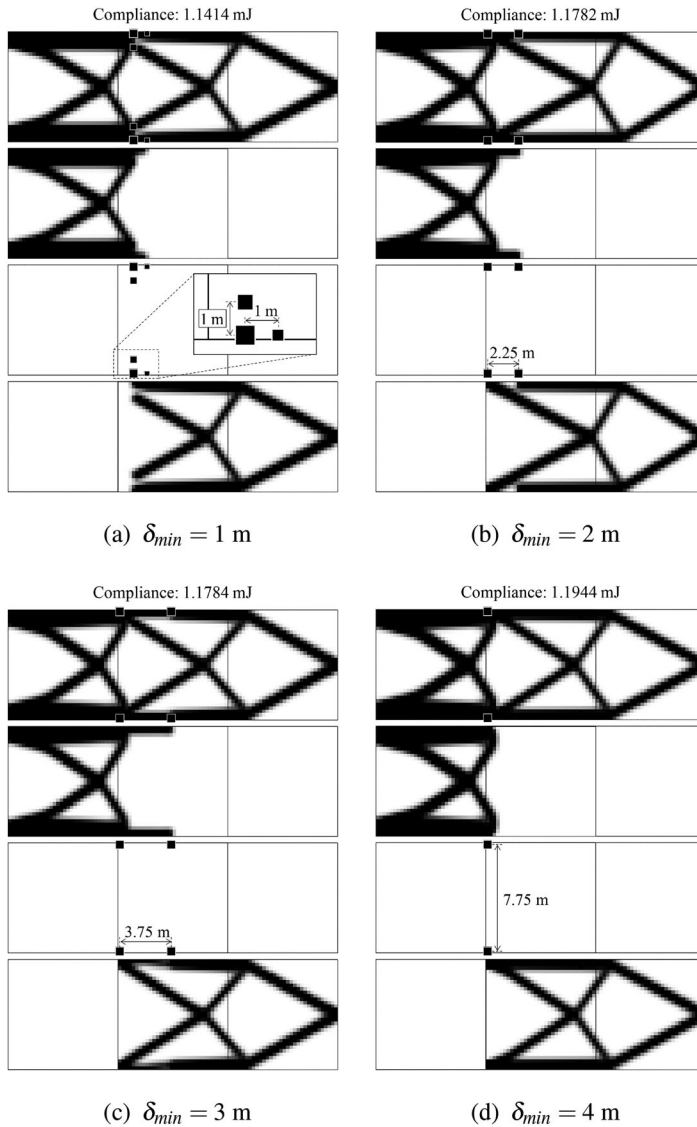 Compliance: 1.1414 mJ
1 m
1 m
(a) δmin = 1 m
Compliance: 1.1782 mJ
2.25 m
(b) δmin = 2 m
Compliance: 1.1784 mJ
3.75 m
(c) δmin = 3 m
Compliance: 1.1944 mJ
7.75 m
(d) δmin = 4 m